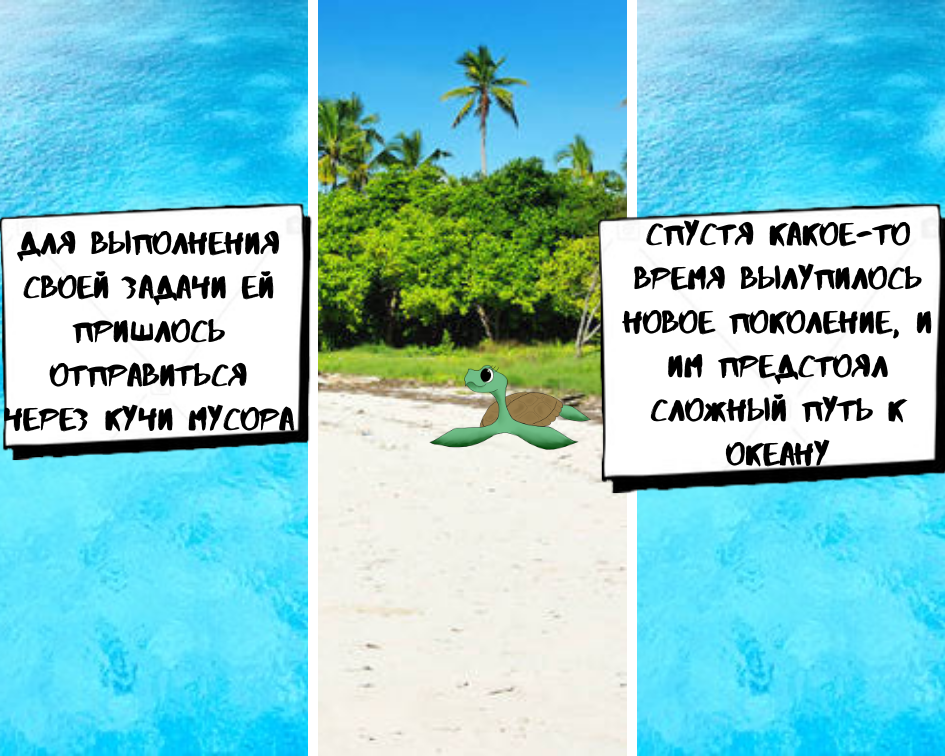 ДЛЯ ВЫПОЛНЕНИЯ
СВОЕЙ ЗАДАЧИ ЕЙ
ПРИШЛОСЬ
ОТПРАВИТЬСЯ
ЧЕРЕЗ КУЧИ МУСОРА
СПУСТЯ КАКОЕ-ТО
ВРЕМЯ ВЫЛУПИЛОСЬ
НОВОЕ ПОКОЛЕНИЕ, И
ИМ ПРЕДСТОЯЛ
СЛОЖНЫЙ ПУТЬ К
ОКЕАНУ